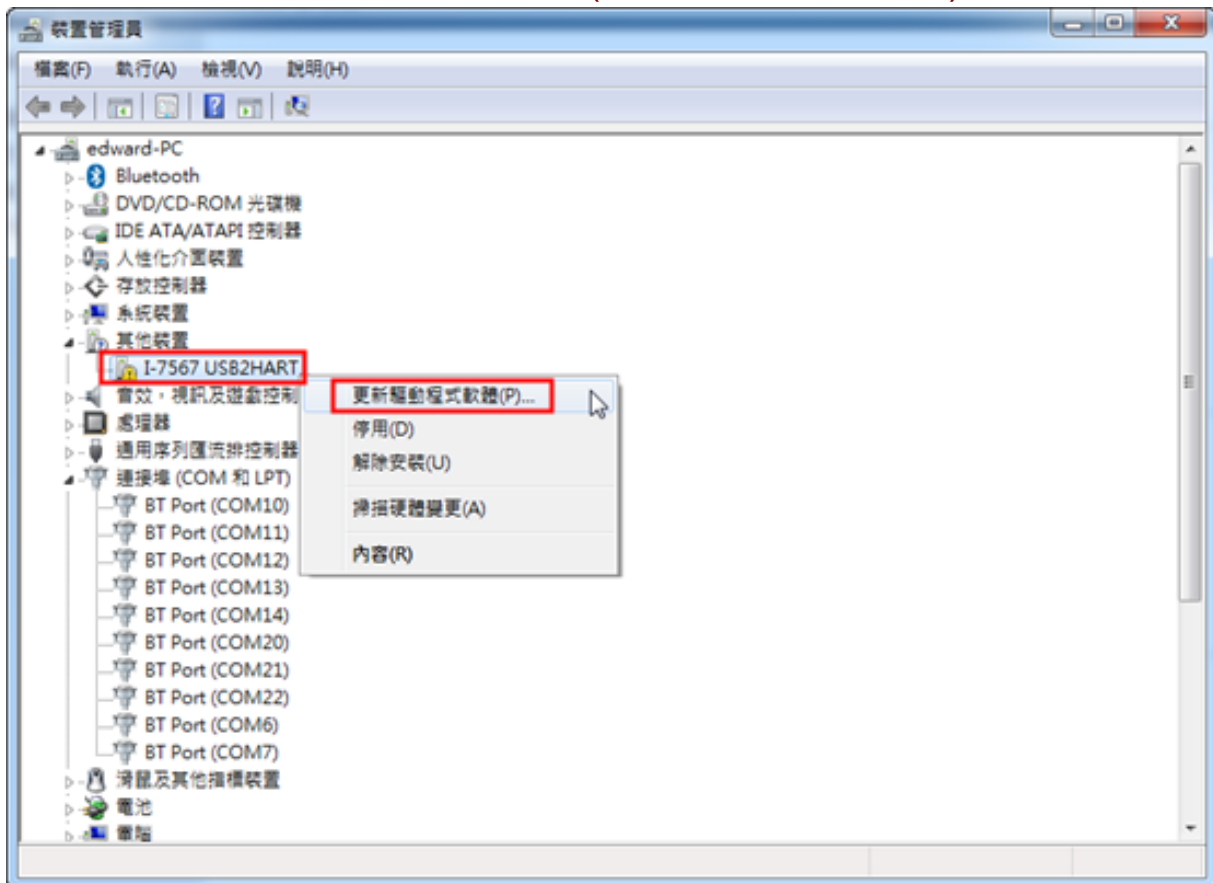 裝置管理員
檔案(F) 執行(A) 檢視(V) 說明(H)
edward-PC
Bluetooth
DVD/CD-ROM 光碟機
IDE ATA/ATAPI 控制器
人性化介面裝置
存放控制器
系統裝置
其他裝置
I-7567 USB2HART
音效，視訊及遊戲控制
處理器
通用序列匯流排控制器
連接埠 (COM 和 LPT)
BT Port (COM10)
BT Port (COM11)
BT Port (COM12)
BT Port (COM13)
BT Port (COM14)
BT Port (COM20)
BT Port (COM21)
BT Port (COM22)
BT Port (COM6)
BT Port (COM7)
滑鼠及其他指標裝置
電池
電腦
更新驅動程式軟體(P)...
停用(D)
解除安裝(U)
掃描硬體變更(A)
內容(R)